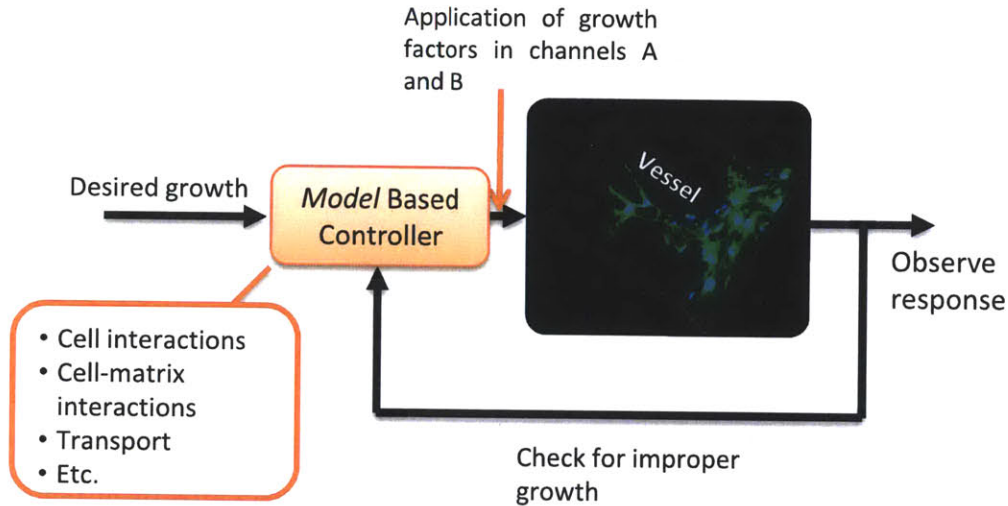 Application of growth
factors in channels A
and B
Desired growth
Model Based
Controller
Vessel
Observe
response
• Cell interactions
• Cell-matrix
interactions
• Transport
• Etc.
Check for improper
growth